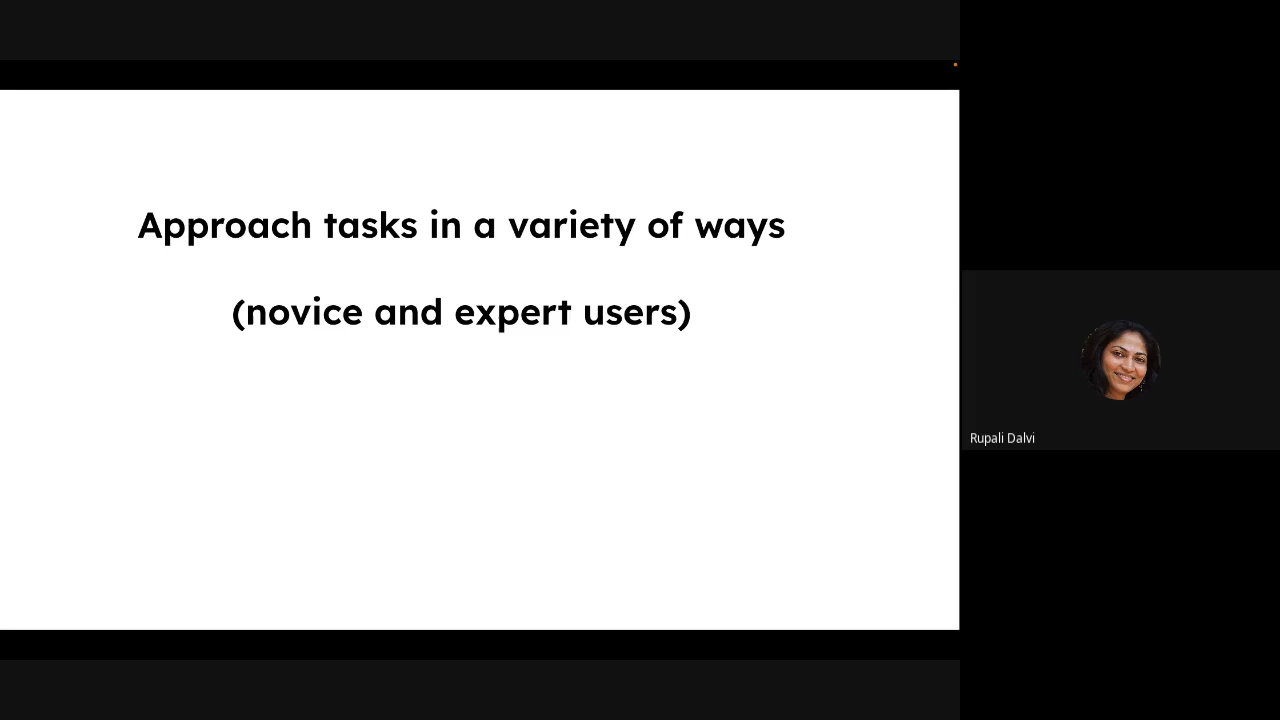 Approach tasks in a variety of ways
(novice and expert users)
Rupali Dalvi